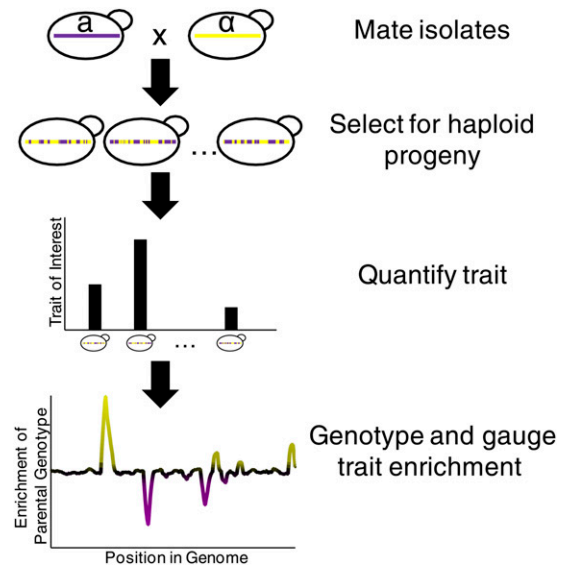 a x α
Mate isolates
Select for haploid
progeny
...
Trait of Interest
...
Quantify trait
Enrichment of
Parental Genotype
Position in Genome
Genotype and gauge
trait enrichment